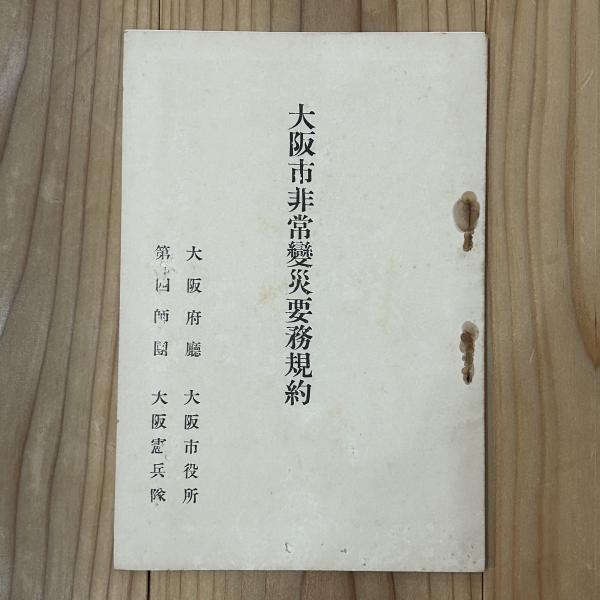 大阪市非常變災要務規約
大阪府廳　大阪市役所
第四師團　大阪憲兵隊